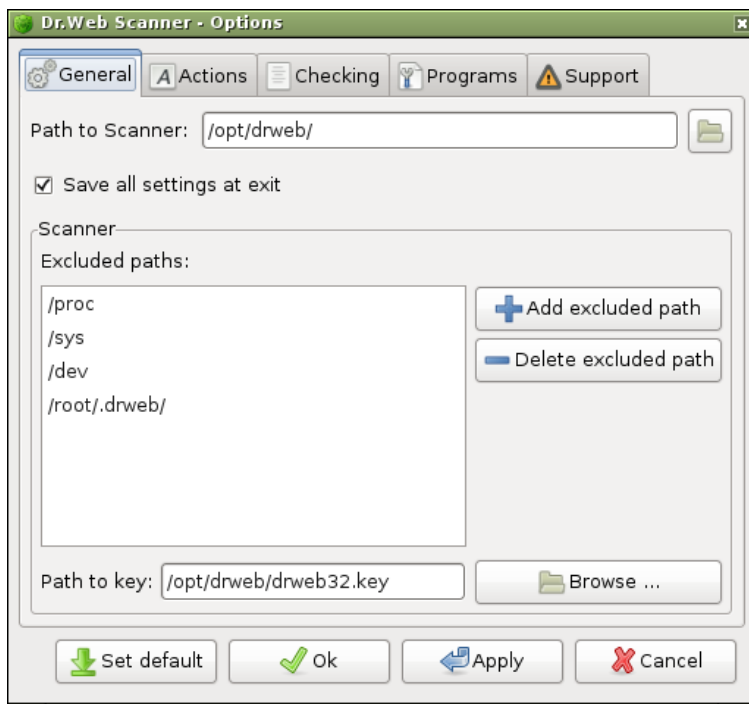 Dr.Web Scanner - Options
General Actions Checking Programs Support
Path to Scanner: /opt/drweb/
Save all settings at exit
Scanner
Excluded paths:
/proc
/sys
/dev
/root/.drweb/
Add excluded path
Delete excluded path
Path to key: /opt/drweb/drweb32.key Browse ...
Set default Ok Apply Cancel